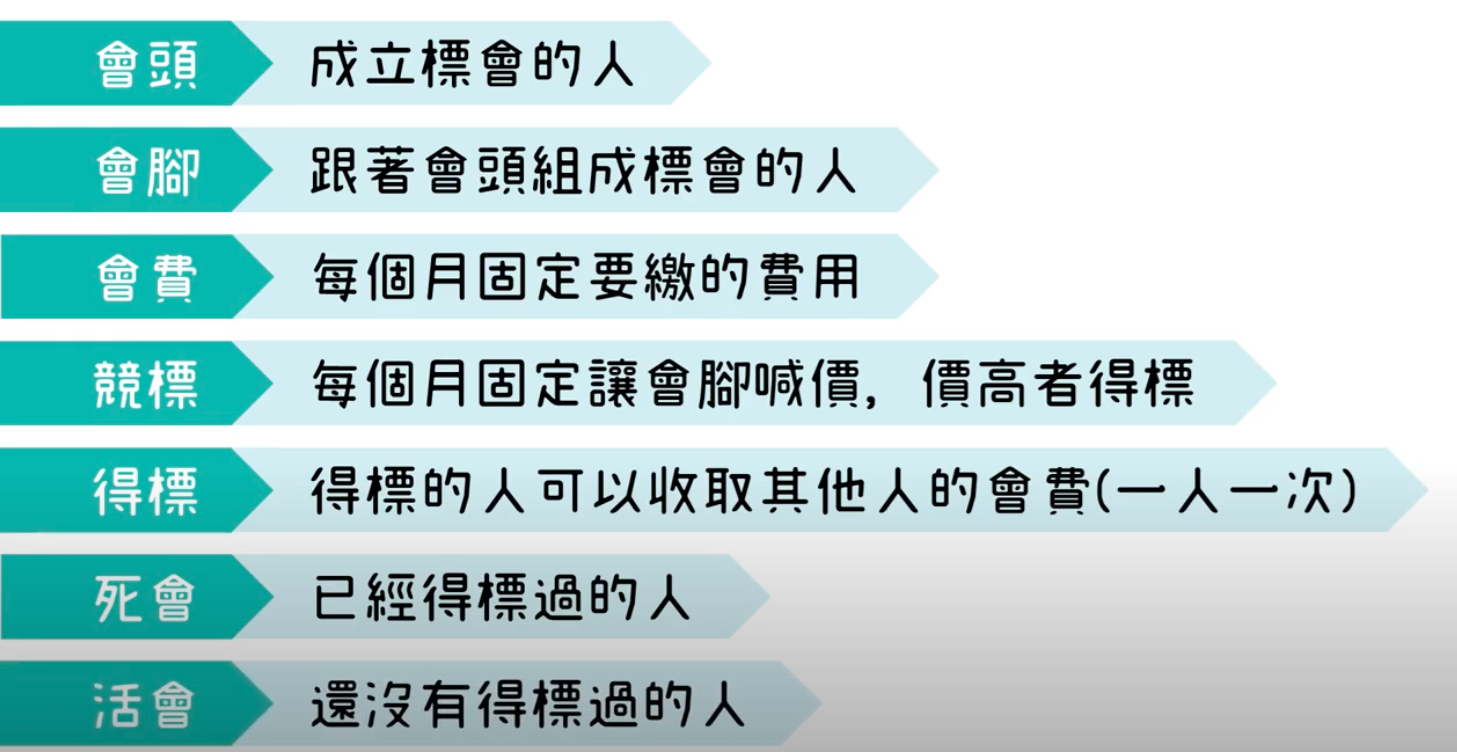 會頭 成立標會的人
會腳 跟著會頭組成標會的人
會費 每個月固定要繳的費用
競標 每個月固定讓會腳喊價，價高者得標
得標 得標的人可以收取其他人的會費(一人一次)
死會 已經得標過的人
活會 還沒有得標過的人